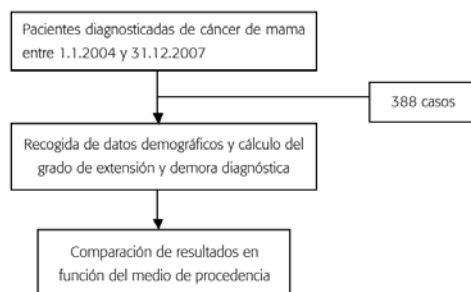 Pacientes diagnosticadas de cáncer de mama
entre 1.1.2004 y 31.12.2007
388 casos
Recogida de datos demográficos y cálculo del
grado de extensión y demora diagnóstica
Comparación de resultados en
función del medio de procedencia